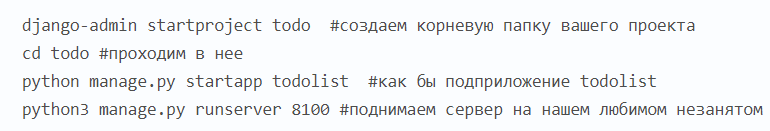 django-admin startproject todo  #создаем корневую папку вашего проекта
cd todo #проходим в нее
python manage.py startapp todolist  #как бы подприложение todolist
python3 manage.py runserver 8100 #поднимаем сервер на нашем любимом незанятом